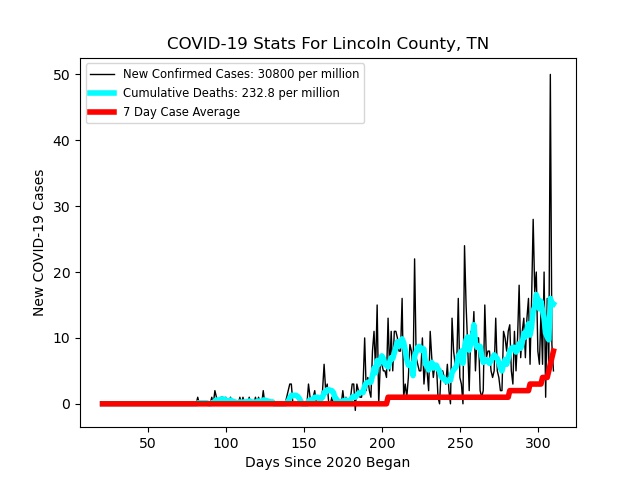 COVID-19 Stats For Lincoln County, TN
New Confirmed Cases: 30800 per million
Cumulative Deaths: 232.8 per million
7 Day Case Average
50
40
30
20
10
0
New COVID-19 Cases
50 100 150 200 250 300
Days Since 2020 Began